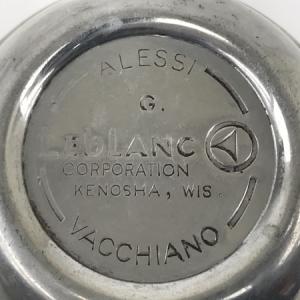 ALESSI
G.
LEBLANC
CORPORATION
KENOSHA, WIS.
VACCHIANO